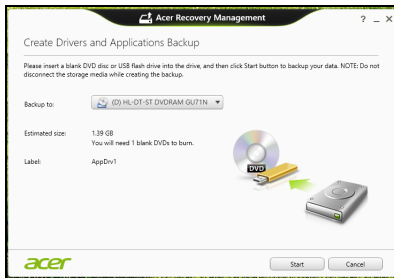 Acer Recovery Management
? _ X
Create Drivers and Applications Backup
Please insert a blank DVD disc or USB flash drive into the drive, and then click Start button to backup your data. NOTE: Do not
disconnect the storage media while creating the backup.
Backup to: (D) HL-DT-ST DVDRAM GU71N
Estimated size: 1.39 GB
You will need 1 blank DVDs to burn.
Label: AppDrv1
DVD
acer
Start Cancel